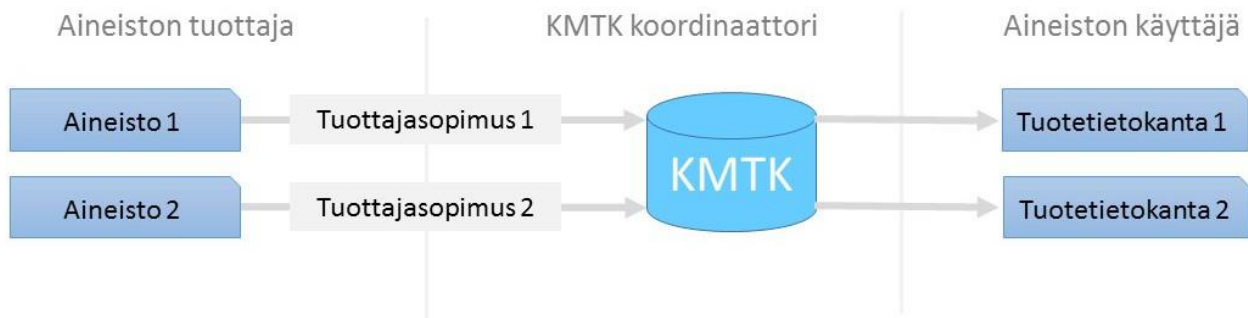 Aineiston tuottaja
KMTK koordinaattori
Aineiston käyttäjä
Aineisto 1
Tuottajasopimus 1
Tuotetietokanta 1
KMTK
Aineisto 2
Tuottajasopimus 2
Tuotetietokanta 2